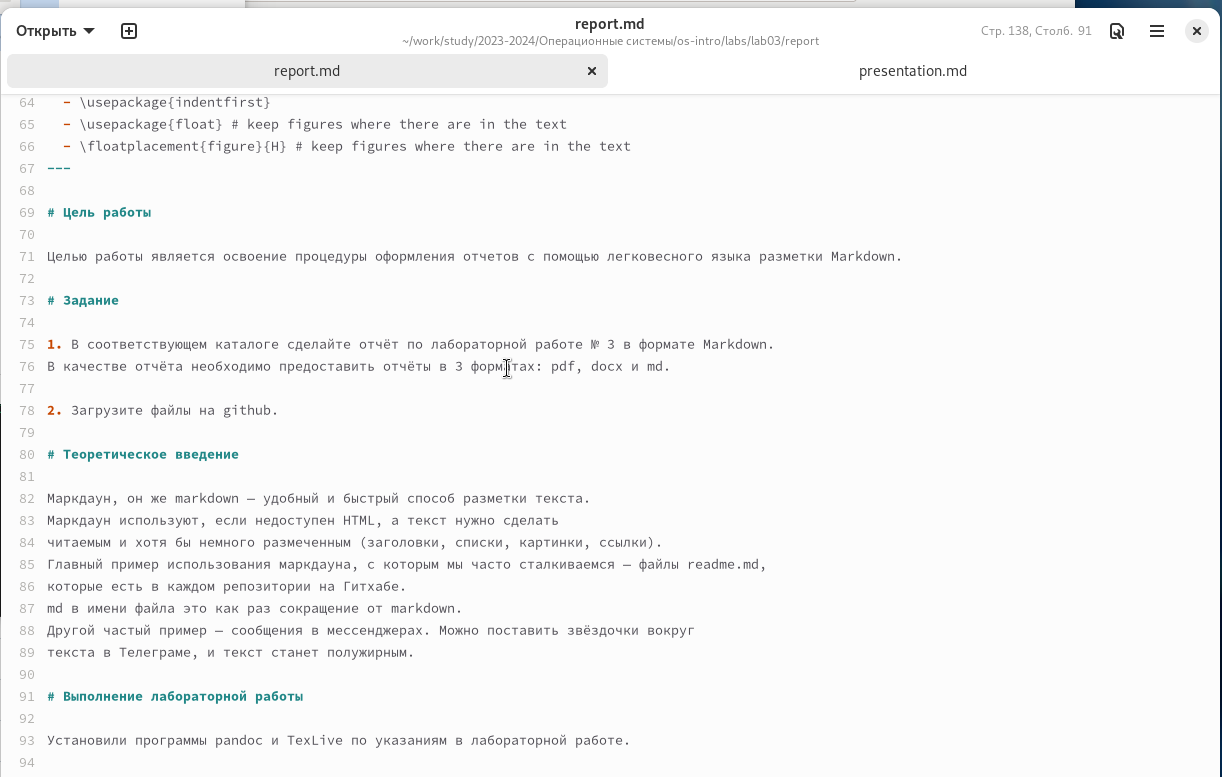 Открыть
report.md
~/work/study/2023-2024/Операционные системы/os-intro/labs/lab03/report
Стр. 138, Столб. 91
report.md
presentation.md
64 - \usepackage{indentfirst}
65 - \usepackage{float} # keep figures where there are in the text
66 - \floatplacement{figure}{H} # keep figures where there are in the text
67 ---
68
69 # Цель работы
70
71 Целью работы является освоение процедуры оформления отчетов с помощью легковесного языка разметки Markdown.
72
73 # Задание
74
75 1. В соответствующем каталоге сделайте отчёт по лабораторной работе № 3 в формате Markdown.
76 В качестве отчёта необходимо предоставить отчёты в 3 форматах: pdf, docx и md.
77
78 2. Загрузите файлы на github.
79
80 # Теоретическое введение
81
82 Маркдаун, он же markdown — удобный и быстрый способ разметки текста.
83 Маркдаун используют, если недоступен HTML, а текст нужно сделать
84 читаемым и хотя бы немного размеченным (заголовки, списки, картинки, ссылки).
85 Главный пример использования маркдауна, с которым мы часто сталкиваемся — файлы readme.md,
86 которые есть в каждом репозитории на Гитхабе.
87 md в имени файла это как раз сокращение от markdown.
88 Другой частый пример — сообщения в мессенджерах. Можно поставить звёздочки вокруг
89 текста в Телеграме, и текст станет полужирным.
90
91 # Выполнение лабораторной работы
92
93 Установили программы pandoc и TexLive по указаниям в лабораторной работе.
94